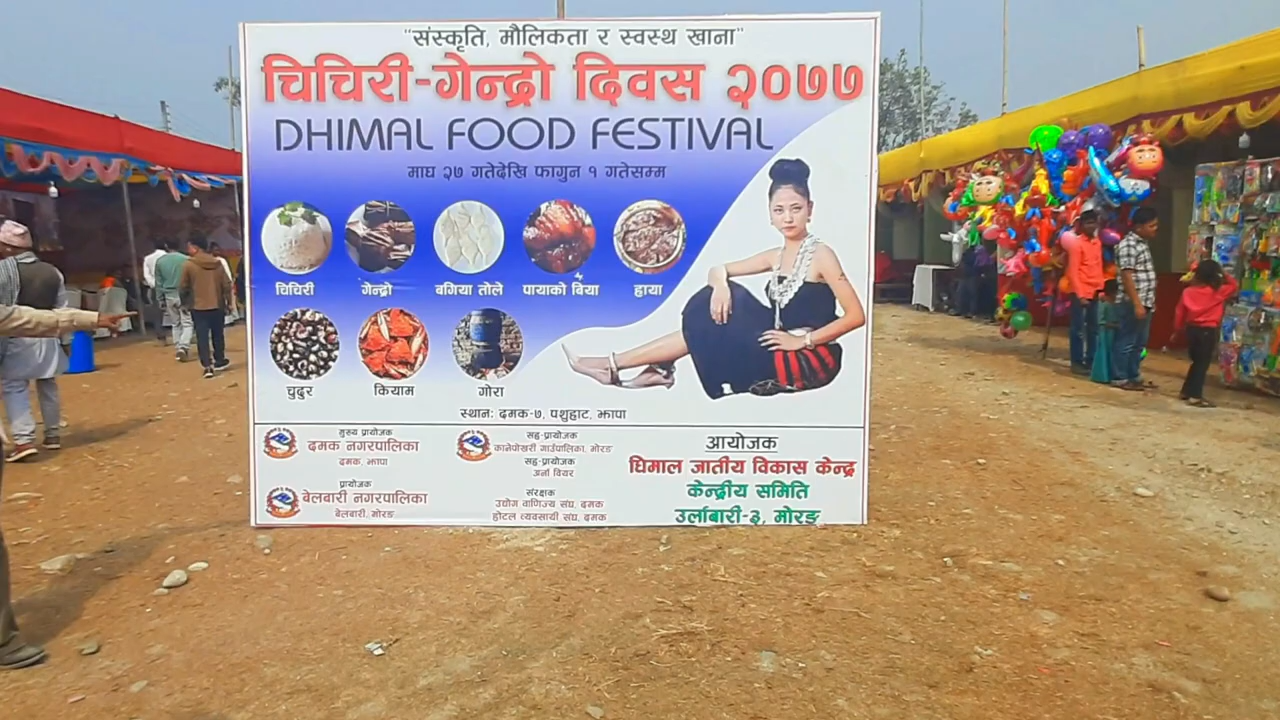 "संस्कृति, मौलिकता र स्वस्थ खाना"
चिचिरी-गेन्द्रो दिवस २०७७
DHIMAL FOOD FESTIVAL
माघ २७ गतेदेखि फागुन १ गतेसम्म
चिचिरी गेन्द्रो बगिया तोले पायाको बिया हाया
चुदुर कियाम गोरा
स्थान: दमक-७, पशुहाट, झापा
मुख्य प्रायोजक
दमक नगरपालिका
दमक, झापा
प्रायोजक
बेलबारी नगरपालिका
बेलबारी, मोरङ
सह-प्रायोजक
कानेपोखरी गाउँपालिका, मोरङ
सह-प्रायोजक
अर्ना वियर
संरक्षक
उद्योग वाणिज्य संघ, दमक
होटल व्यवसायी संघ, दमक
आयोजक
धिमाल जातीय विकास केन्द्र
केन्द्रीय समिति
उर्लाबारी-३, मोरङ